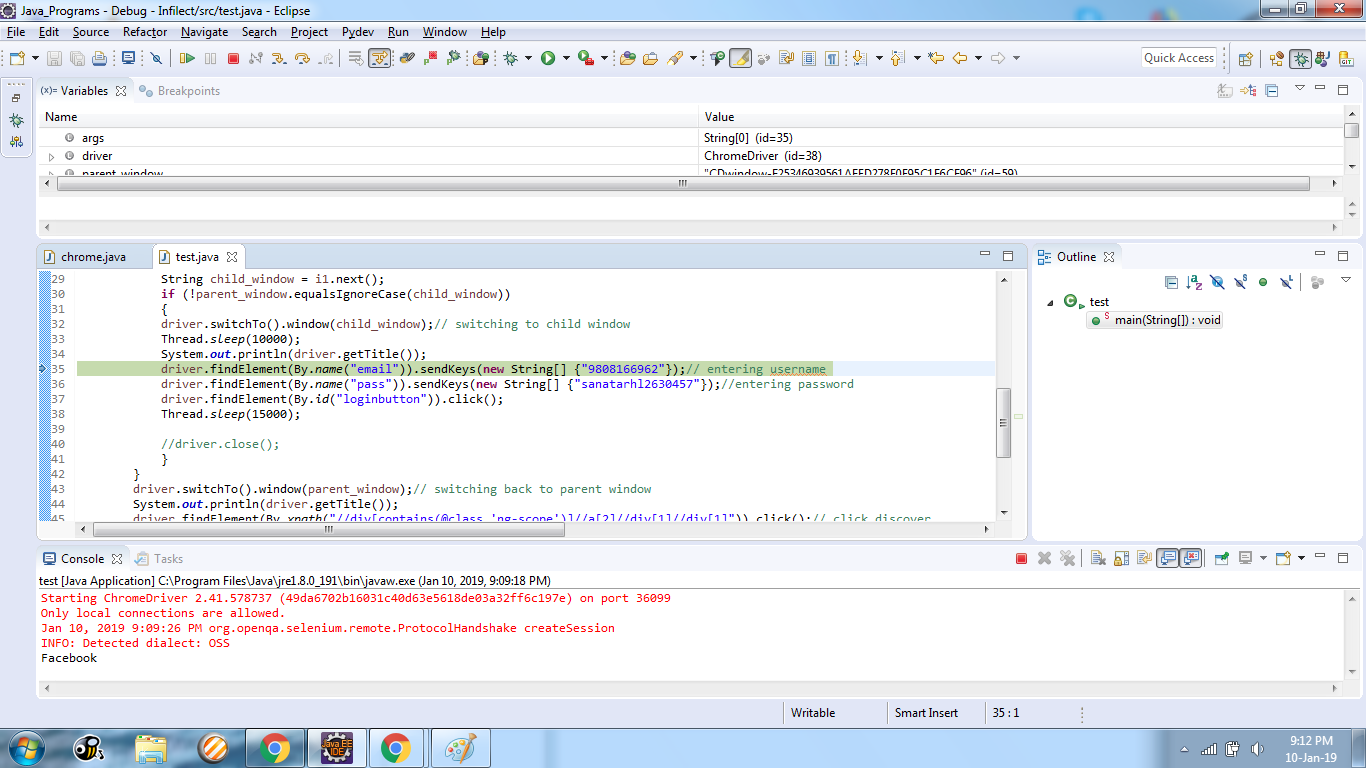 Java_Programs - Debug - Infilect/src/test.java - Eclipse
File Edit Source Refactor Navigate Search Project Pydev Run Window Help
Quick Access
(x)= Variables Breakpoints
Name Value
args String[0] (id=35)
driver ChromeDriver (id=38)
parent_window "CDwindow-F25346939561AFFD278F0F95C1F6CF96" (id=59)
chrome.java test.java
29 String child_window = i1.next();
30 if (!parent_window.equalsIgnoreCase(child_window))
31 {
32 driver.switchTo().window(child_window);// switching to child window
33 Thread.sleep(10000);
34 System.out.println(driver.getTitle());
35 driver.findElement(By.name("email")).sendKeys(new String[] {"9808166962"});// entering username
36 driver.findElement(By.name("pass")).sendKeys(new String[] {"sanatarhl2630457"});//entering password
37 driver.findElement(By.id("loginbutton")).click();
38 Thread.sleep(15000);
39
40 //driver.close();
41 }
42 }
43 driver.switchTo().window(parent_window);// switching back to parent window
44 System.out.println(driver.getTitle());
45 driver.findElement(By.xpath("//div[contains(@class,'ng-scope')]//a[2]//div[1]//div[1]")).click();// click discover
Outline
test
main(String[]) : void
Console Tasks
test [Java Application] C:\Program Files\Java\jre1.8.0_191\bin\javaw.exe (Jan 10, 2019, 9:09:18 PM)
Starting ChromeDriver 2.41.578737 (49da6702b16031c40d63e5618de03a32ff6c197e) on port 36099
Only local connections are allowed.
Jan 10, 2019 9:09:26 PM org.openqa.selenium.remote.ProtocolHandshake createSession
INFO: Detected dialect: OSS
Facebook
Writable Smart Insert 35 : 1
Java EE
IDE
9:12 PM
10-Jan-19